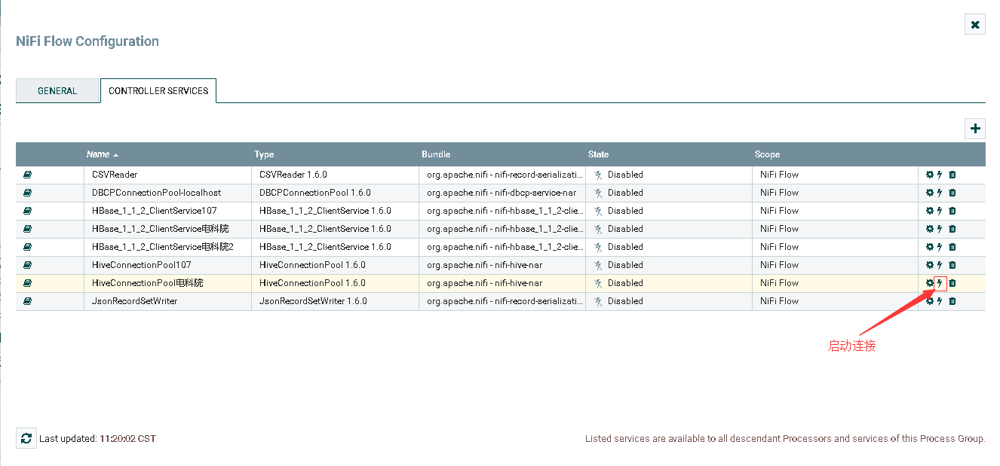 NiFi Flow Configuration
GENERAL CONTROLLER SERVICES
Name Type Bundle State Scope
CSVReader CSVReader 1.6.0 org.apache.nifi - nifi-record-serializati... Disabled NiFi Flow
DBCPConnectionPool-localhost DBCPConnectionPool 1.6.0 org.apache.nifi - nifi-dbcp-service-nar Disabled NiFi Flow
HBase_1_1_2_ClientService107 HBase_1_1_2_ClientService 1.6.0 org.apache.nifi - nifi-hbase_1_1_2-clie... Disabled NiFi Flow
HBase_1_1_2_ClientService电科院 HBase_1_1_2_ClientService 1.6.0 org.apache.nifi - nifi-hbase_1_1_2-clie... Disabled NiFi Flow
HBase_1_1_2_ClientService电科院2 HBase_1_1_2_ClientService 1.6.0 org.apache.nifi - nifi-hbase_1_1_2-clie... Disabled NiFi Flow
HiveConnectionPool107 HiveConnectionPool 1.6.0 org.apache.nifi - nifi-hive-nar Disabled NiFi Flow
HiveConnectionPool电科院 HiveConnectionPool 1.6.0 org.apache.nifi - nifi-hive-nar Disabled NiFi Flow
JsonRecordSetWriter JsonRecordSetWriter 1.6.0 org.apache.nifi - nifi-record-serializati... Disabled NiFi Flow
启动连接
Last updated: 11:20:02 CST Listed services are available to all descendant Processors and services of this Process Group.